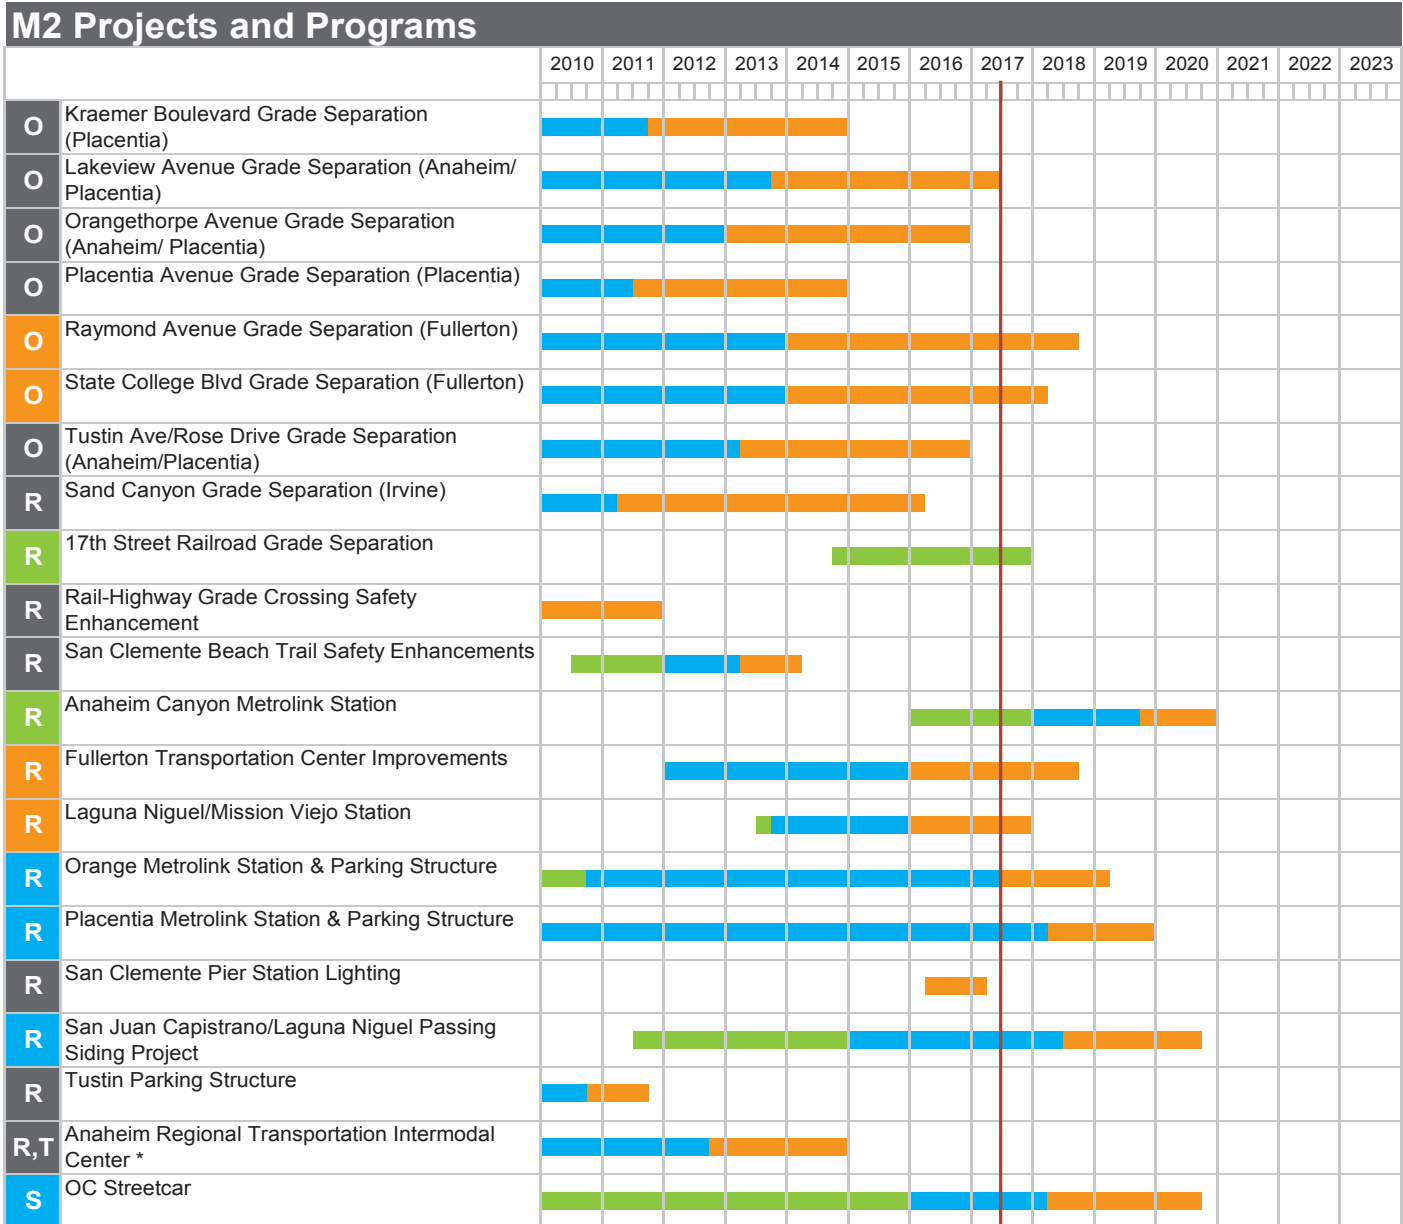 M2 Projects and Programs
2010 2011 2012 2013 2014 2015 2016 2017 2018 2019 2020 2021 2022 2023
O Kraemer Boulevard Grade Separation
(Placentia)
O Lakeview Avenue Grade Separation (Anaheim/
Placentia)
O Orangethorpe Avenue Grade Separation
(Anaheim/ Placentia)
O Placentia Avenue Grade Separation (Placentia)
O Raymond Avenue Grade Separation (Fullerton)
O State College Blvd Grade Separation (Fullerton)
O Tustin Ave/Rose Drive Grade Separation
(Anaheim/Placentia)
R Sand Canyon Grade Separation (Irvine)
R 17th Street Railroad Grade Separation
R Rail-Highway Grade Crossing Safety
Enhancement
R San Clemente Beach Trail Safety Enhancements
R Anaheim Canyon Metrolink Station
R Fullerton Transportation Center Improvements
R Laguna Niguel/Mission Viejo Station
R Orange Metrolink Station & Parking Structure
R Placentia Metrolink Station & Parking Structure
R San Clemente Pier Station Lighting
R San Juan Capistrano/Laguna Niguel Passing
Siding Project
R Tustin Parking Structure
R,T Anaheim Regional Transportation Intermodal
Center *
S OC Streetcar